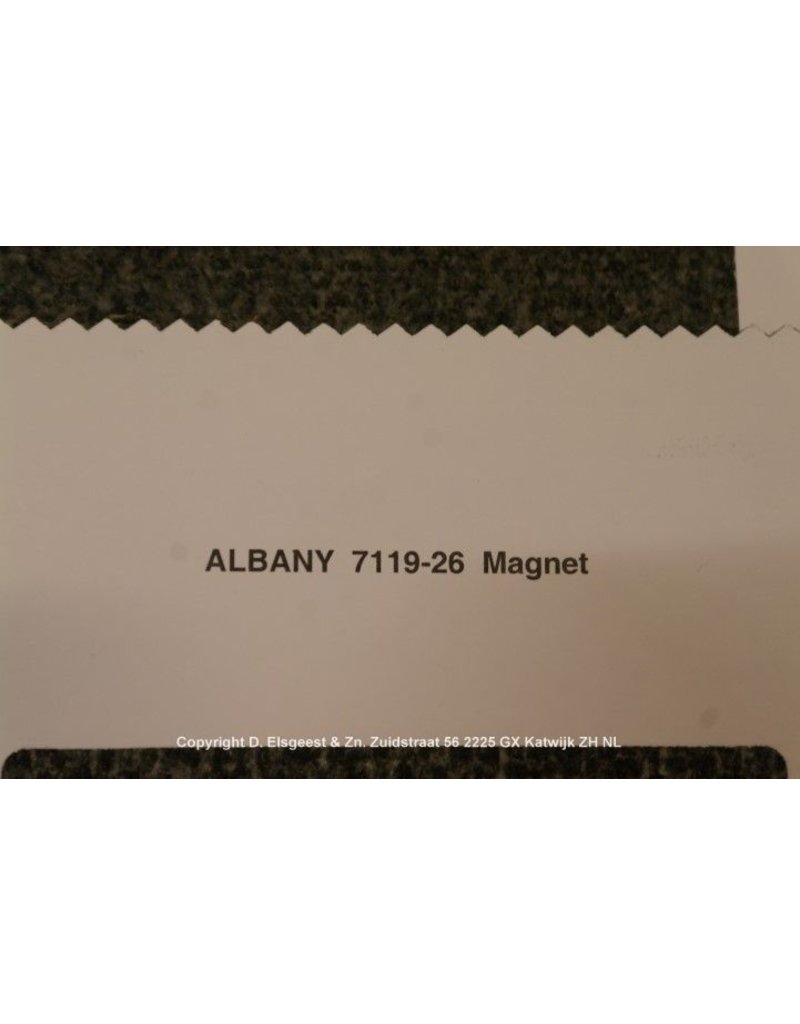 ALBANY 7119-26 Magnet
Copyright D. Elsgeest & Zn. Zuidstraat 56 2225 GX Katwijk ZH NL